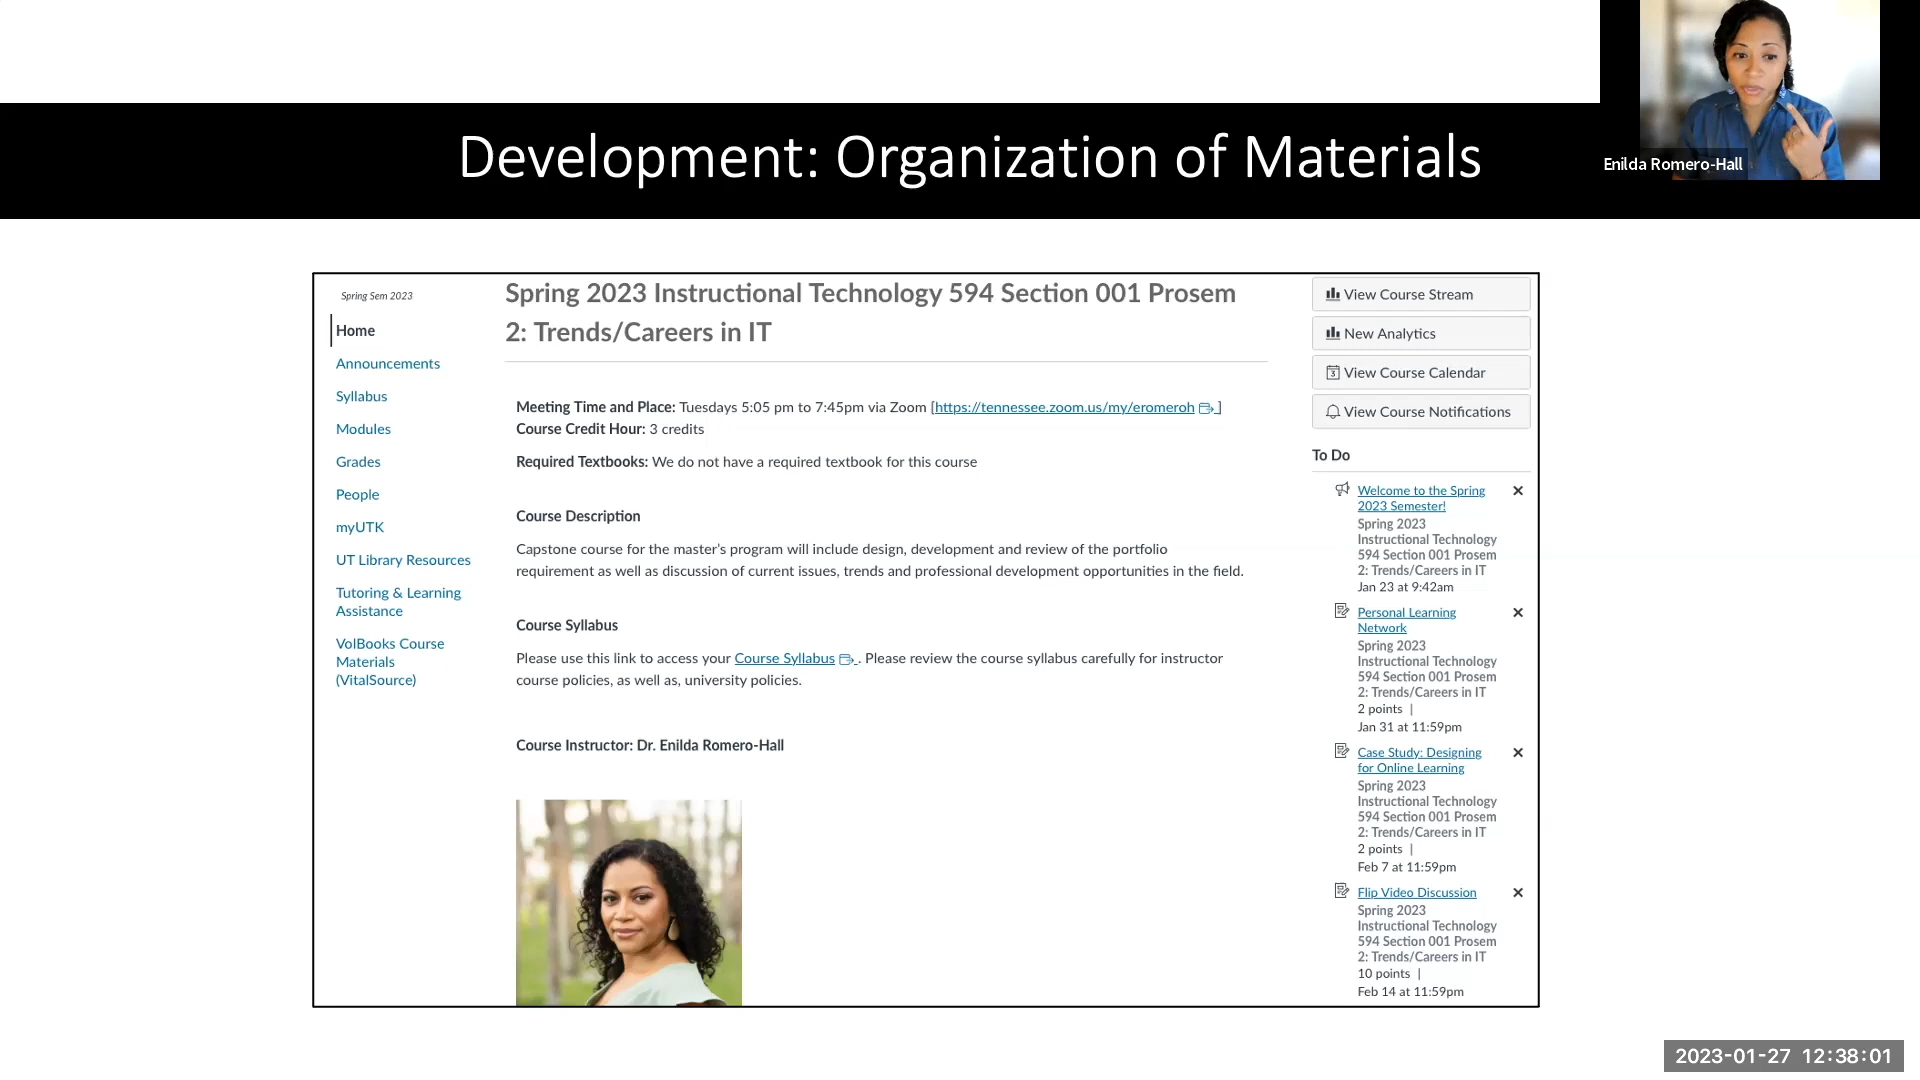 Development: Organization of Materials
Enilda Romero-Hall
Spring Sem 2023
Home
Announcements
Syllabus
Modules
Grades
People
myUTK
UT Library Resources
Tutoring & Learning
Assistance
VolBooks Course
Materials
(VitalSource)
Spring 2023 Instructional Technology 594 Section 001 Prosem
2: Trends/Careers in IT
Meeting Time and Place: Tuesdays 5:05 pm to 7:45pm via Zoom [https://tennessee.zoom.us/my/eromeroh ]
Course Credit Hour: 3 credits
Required Textbooks: We do not have a required textbook for this course
Course Description
Capstone course for the master’s program will include design, development and review of the portfolio
requirement as well as discussion of current issues, trends and professional development opportunities in the field.
Course Syllabus
Please use this link to access your Course Syllabus . Please review the course syllabus carefully for instructor
course policies, as well as, university policies.
Course Instructor: Dr. Enilda Romero-Hall
View Course Stream
New Analytics
3 View Course Calendar
View Course Notifications
To Do
Welcome to the Spring
2023 Semester!
Spring 2023
Instructional Technology
594 Section 001 Prosem
2: Trends/Careers in IT
Jan 23 at 9:42am
Personal Learning
Network
Spring 2023
Instructional Technology
594 Section 001 Prosem
2: Trends/Careers in IT
2 points |
Jan 31 at 11:59pm
Case Study: Designing
for Online Learning
Spring 2023
Instructional Technology
594 Section 001 Prosem
2: Trends/Careers in IT
2 points |
Feb 7 at 11:59pm
Flip Video Discussion
Spring 2023
Instructional Technology
594 Section 001 Prosem
2: Trends/Careers in IT
10 points |
Feb 14 at 11:59pm
2023-01-27 12:38:01